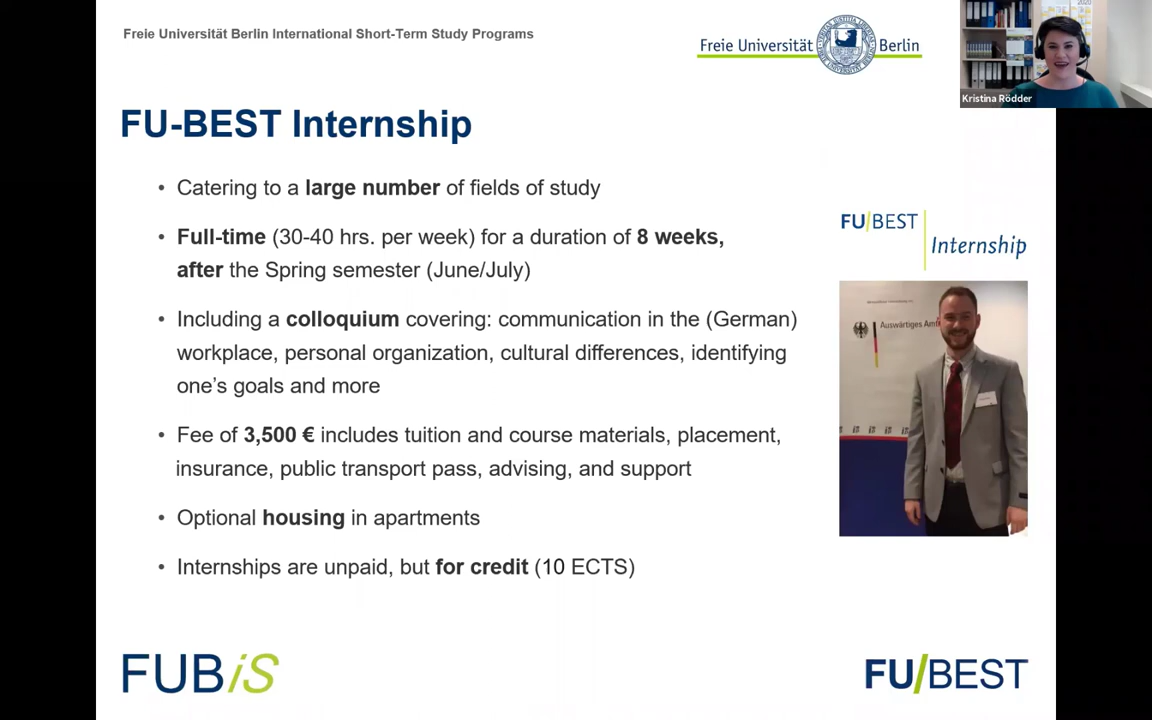 Freie Universität Berlin International Short-Term Study Programs
Freie Universität Berlin
Kristina Rödder
FU-BEST Internship
• Catering to a large number of fields of study
• Full-time (30-40 hrs. per week) for a duration of 8 weeks,
after the Spring semester (June/July)
• Including a colloquium covering: communication in the (German)
workplace, personal organization, cultural differences, identifying
one’s goals and more
• Fee of 3,500 € includes tuition and course materials, placement,
insurance, public transport pass, advising, and support
• Optional housing in apartments
• Internships are unpaid, but for credit (10 ECTS)
FU/BEST
Internship
Auswärtiges Amt
FUBiS
FU/BEST